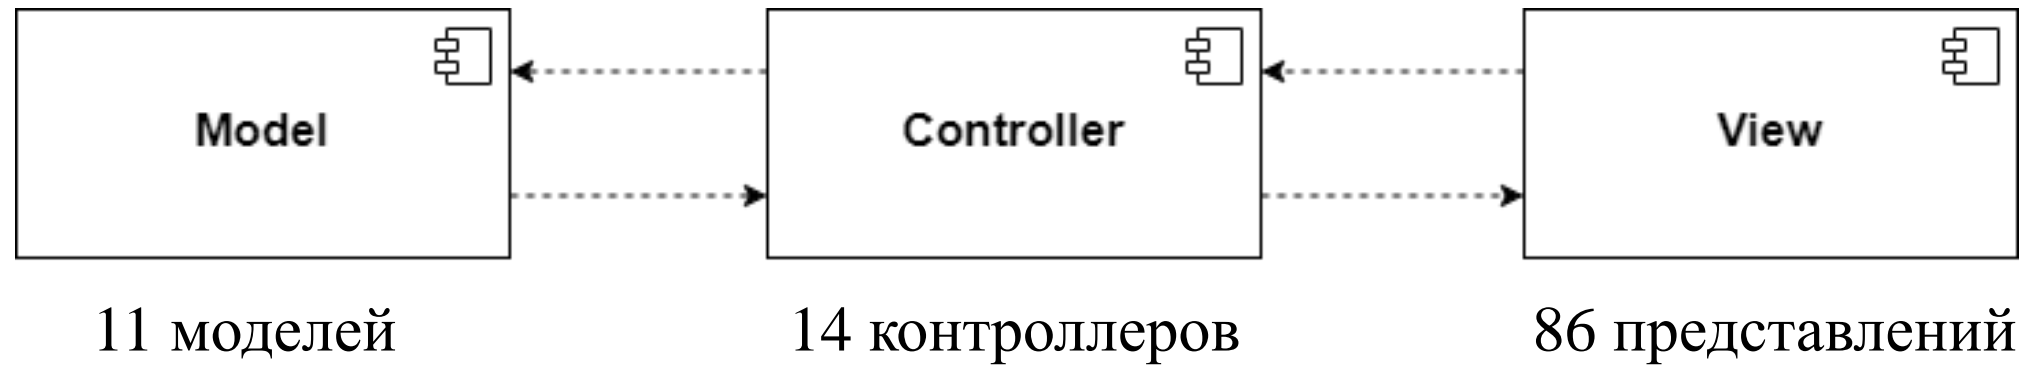 Model
Controller
View
11 моделей
14 контроллеров
86 представлений